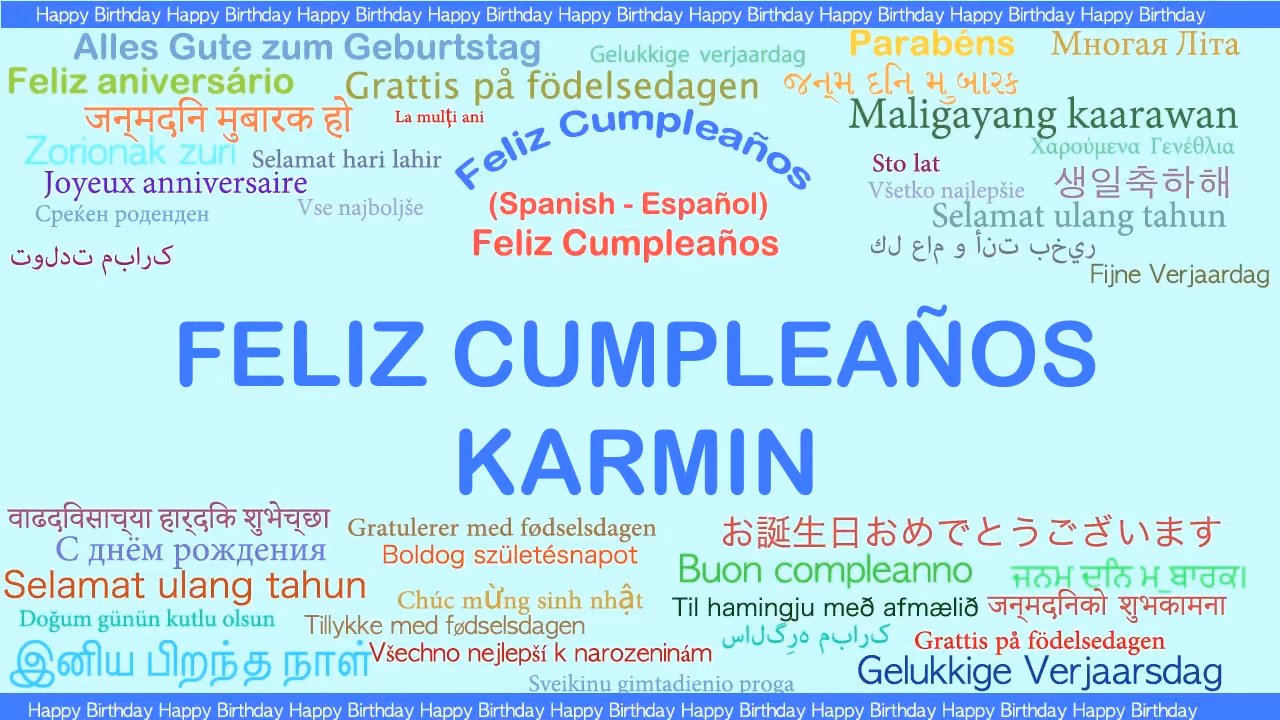 Happy Birthday Happy Birthday Happy Birthday Happy Birthday Happy Birthday Happy Birthday Happy Birthday Happy Birthday Happy Birthday
Alles Gute zum Geburtstag
Gelukkige verjaardag
Parabéns
Многая Літа
Feliz aniversário
Grattis på födelsedagen
જન્મ દિન મુબારક
जन्मदिन मुबारक हो
La mulți ani
Feliz Cumpleaños
Maligayang kaarawan
Zorionak zuri
Selamat hari lahir
Χαρούμενα Γενέθλια
Sto lat
Joyeux anniversaire
Všetko najlepšie
생일축하해
Среќен роденден
Vse najboljše
(Spanish - Español)
Selamat ulang tahun
Feliz Cumpleaños
تولدت مبارک
كل عام و أنت بخير
Fijne Verjaardag
FELIZ CUMPLEAÑOS
KARMIN
वाढदिवसाच्या हार्दिक शुभेच्छा
Gratulerer med fødselsdagen
お誕生日おめでとうございます
С днём рождения
Boldog születésnapot
Selamat ulang tahun
Buon compleanno
ਜਨਮ ਦਿਨ ਮੁਬਾਰਕ।
Chúc mừng sinh nhật
Til hamingju með afmælið
जन्मदिनको शुभकामना
Doğum günün kutlu olsun
Tillykke med fødselsdagen
سالگرہ مبارک
Grattis på födelsedagen
இனிய பிறந்த நாள்
Všechno nejlepší k narozeninám
Gelukkige Verjaarsdag
Sveikinu gimtadienio proga
Happy Birthday Happy Birthday Happy Birthday Happy Birthday Happy Birthday Happy Birthday Happy Birthday Happy Birthday Happy Birthday